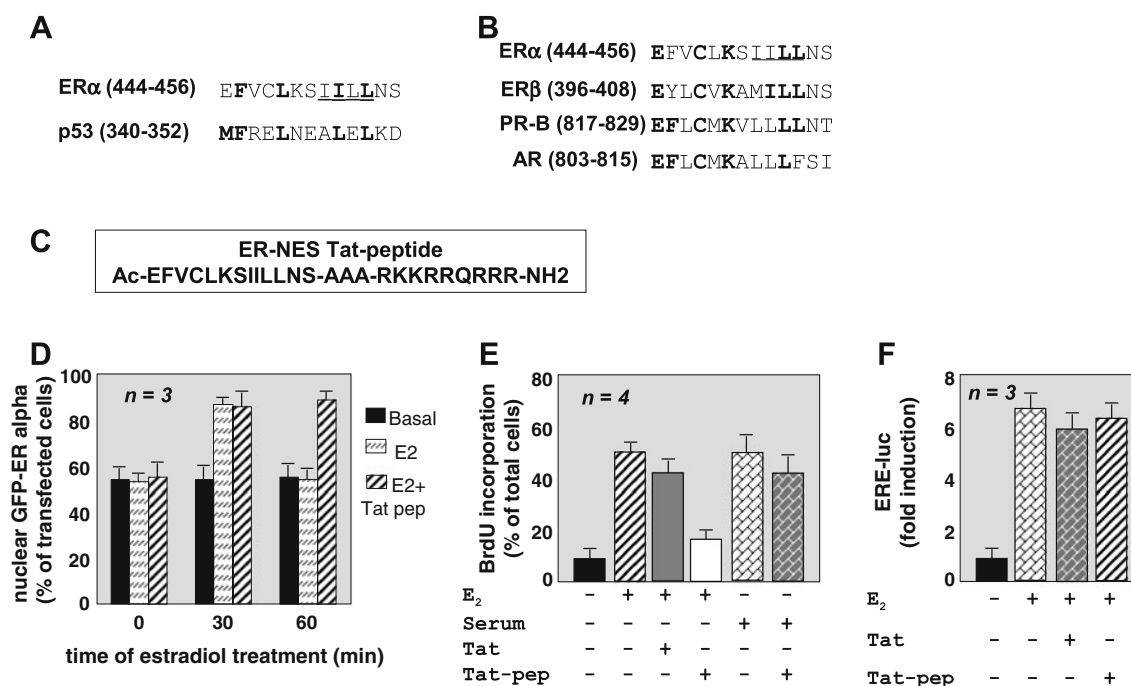 A
ERα (444-456) EFVCLKSIILLNS
p53 (340-352) MFRELNEALELKD
B
ERα (444-456) EFVCLKSIILLNS
ERβ (396-408) EYLCVKAMILLNS
PR-B (817-829) EFLCMKVLLLLNT
AR (803-815) EFLCMKALLLFSI
C
ER-NES Tat-peptide
Ac-EFVCLKSIILLNS-AAA-RKKRRQRRR-NH2
D
nuclear GFP-ER alpha
(% of transfected cells)
100
80
60
40
20
0
n = 3
0 30 60
time of estradiol treatment (min)
Basal
E2
E2+
Tat pep
E
BrdU incorporation
(% of total cells)
80
60
40
20
0
n = 4
E2 – + + + – –
Serum – – – – + +
Tat – – + – – –
Tat-pep – – – + – +
F
ERE-luc
(fold induction)
8
6
4
2
0
n = 3
E2 – + + +
Tat – – + –
Tat-pep – – – +